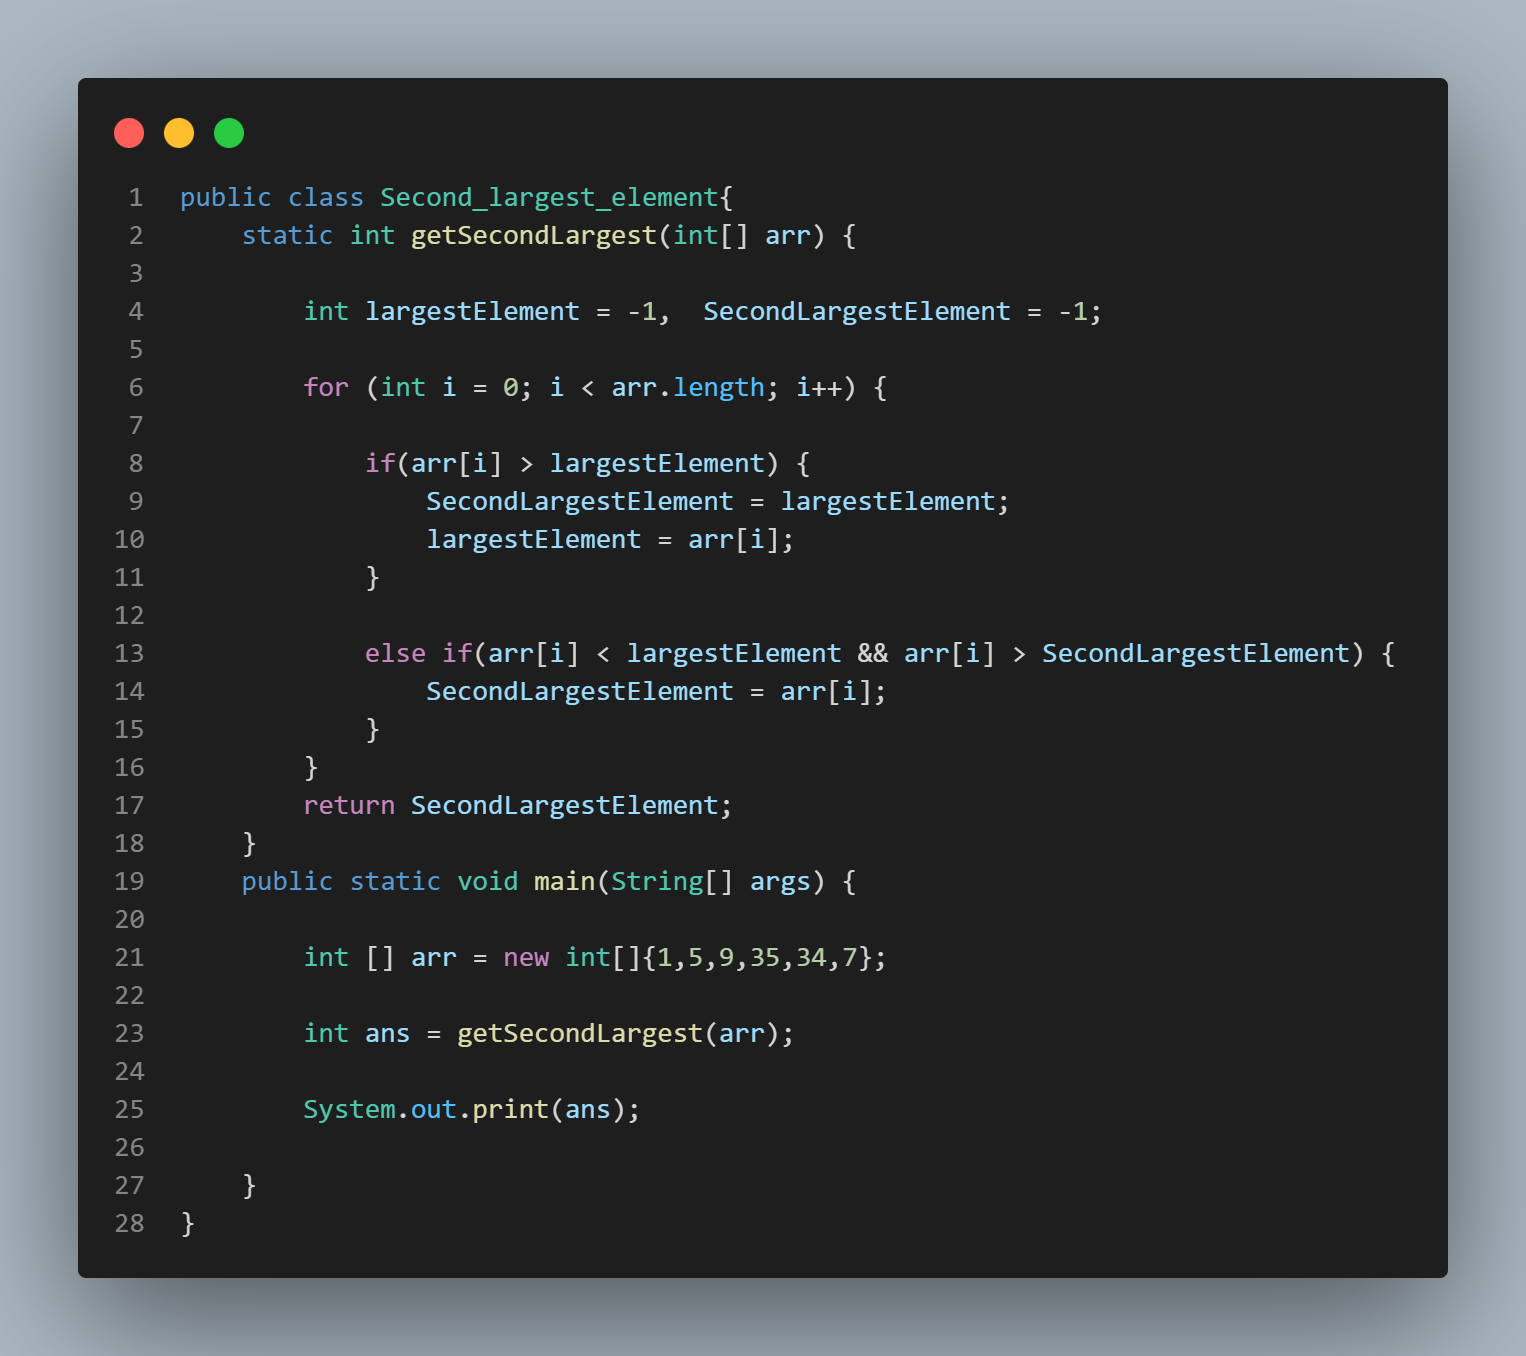 1 public class Second_largest_element{
2     static int getSecondLargest(int[] arr) {
3
4         int largestElement = -1,  SecondLargestElement = -1;
5
6         for (int i = 0; i < arr.length; i++) {
7
8             if(arr[i] > largestElement) {
9                 SecondLargestElement = largestElement;
10                 largestElement = arr[i];
11             }
12
13             else if(arr[i] < largestElement && arr[i] > SecondLargestElement) {
14                 SecondLargestElement = arr[i];
15             }
16         }
17         return SecondLargestElement;
18     }
19     public static void main(String[] args) {
20
21         int [] arr = new int[]{1,5,9,35,34,7};
22
23         int ans = getSecondLargest(arr);
24
25         System.out.print(ans);
26
27     }
28 }